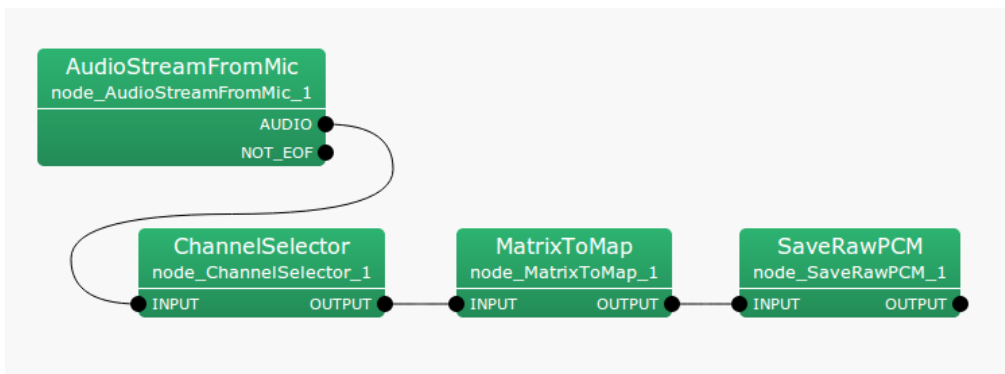 AudioStreamFromMic
node_AudioStreamFromMic_1
AUDIO
NOT_EOF
ChannelSelector
node_ChannelSelector_1
INPUT OUTPUT
MatrixToMap
node_MatrixToMap_1
INPUT OUTPUT
SaveRawPCM
node_SaveRawPCM_1
INPUT OUTPUT